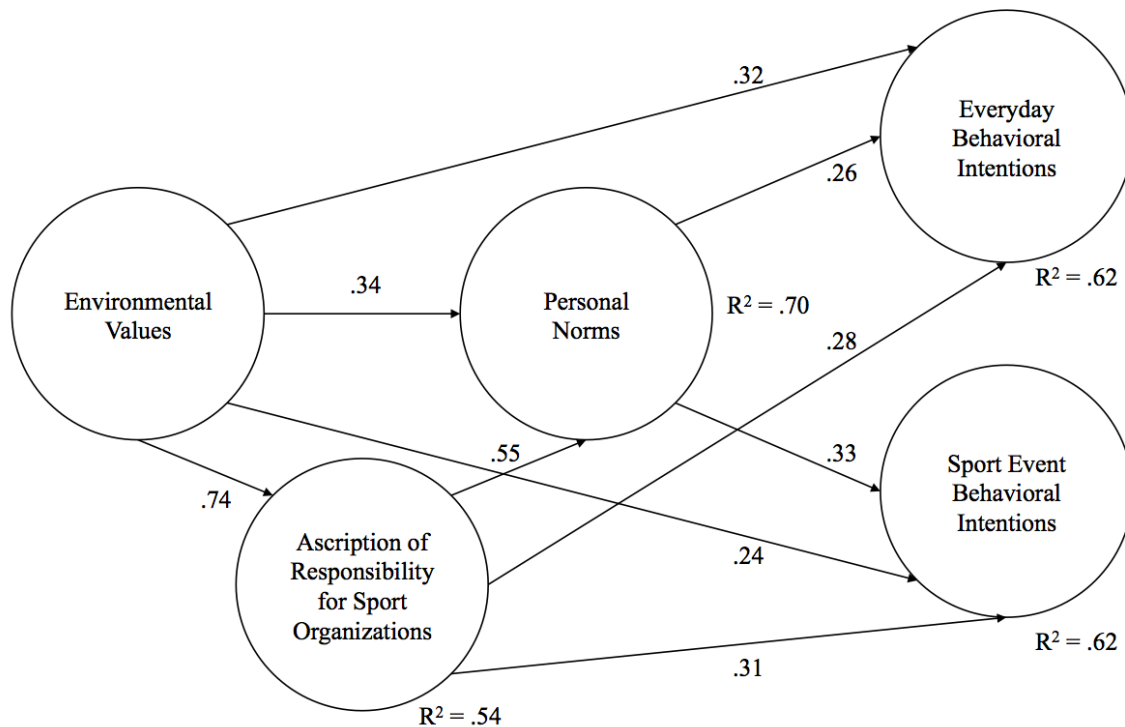 .32
Everyday
Behavioral
Intentions
.26
R² = .62
Environmental
Values
.34
Personal
Norms
R² = .70
.28
.74
.55
.33
Sport Event
Behavioral
Intentions
.24
Ascription of
Responsibility
for Sport
Organizations
.31
R² = .62
R² = .54